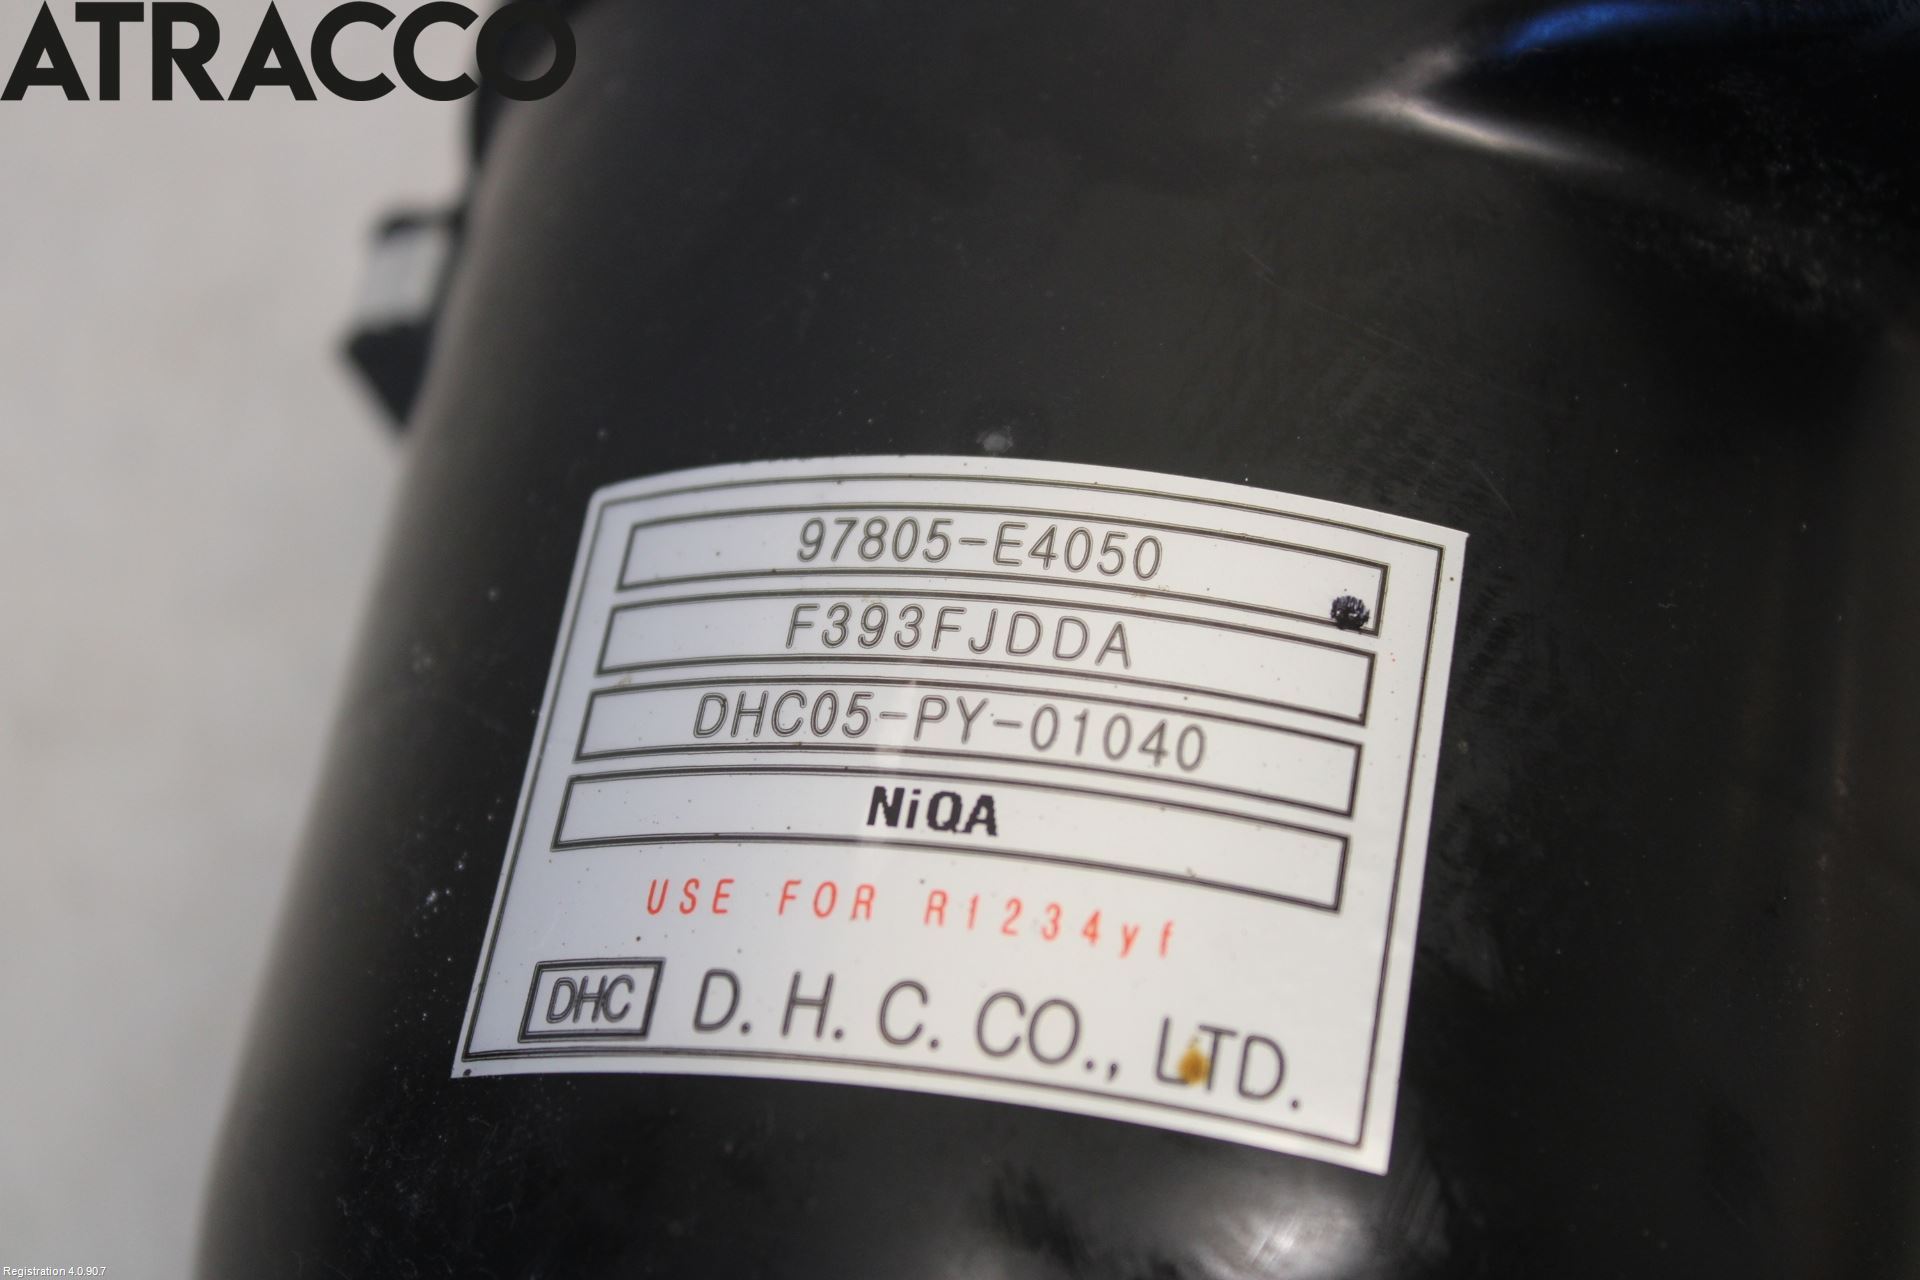 ATRACCO
97805-E4050
F393FJDDA
DHC05-PY-01040
NiQA
USE FOR R1234yf
DHC D. H. C. CO., LTD.
Registration 4.0.90.7